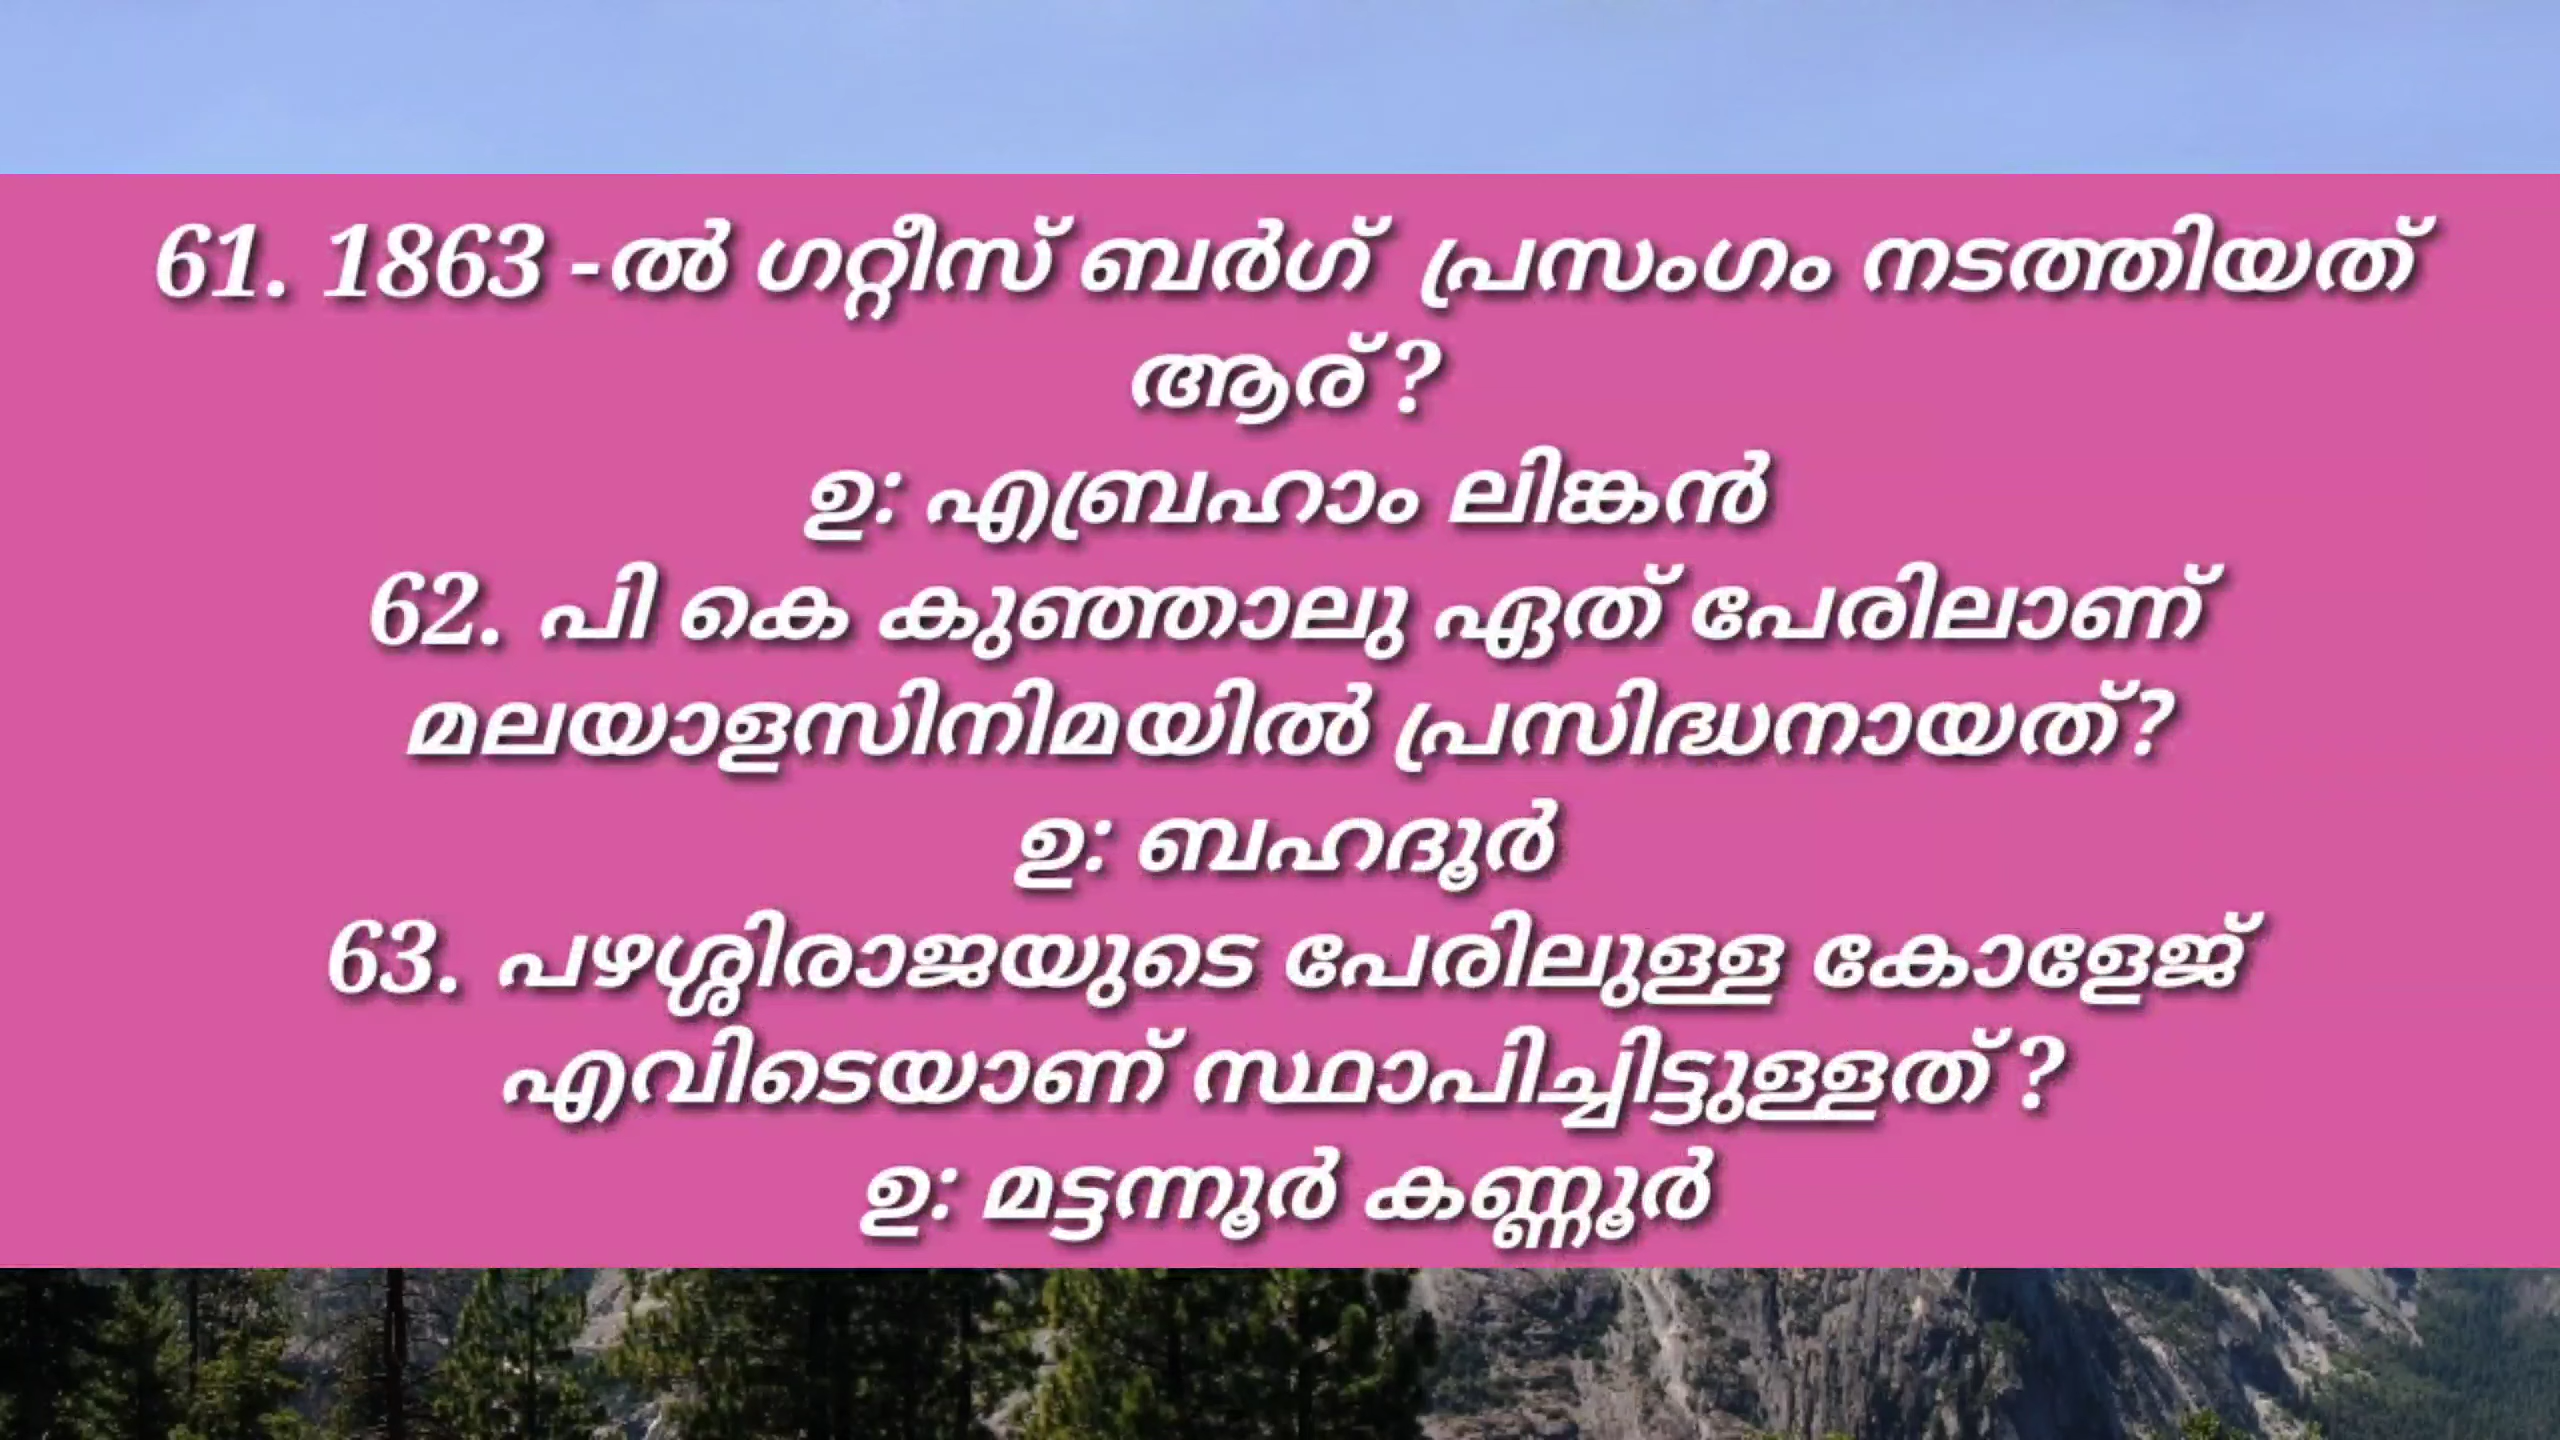 61. 1863 -ൽ ഗറ്റീസ് ബർഗ് പ്രസംഗം നടത്തിയത്
ആര് ?
ഉ: എബ്രഹാം ലിങ്കൻ
62. പി കെ കുഞ്ഞാലു ഏത് പേരിലാണ്
മലയാളസിനിമയിൽ പ്രസിദ്ധനായത്?
ഉ: ബഹദൂർ
63. പഴശ്ശിരാജയുടെ പേരിലുള്ള കോളേജ്
എവിടെയാണ് സ്ഥാപിച്ചിട്ടുള്ളത് ?
ഉ: മട്ടന്നൂർ കണ്ണൂർ